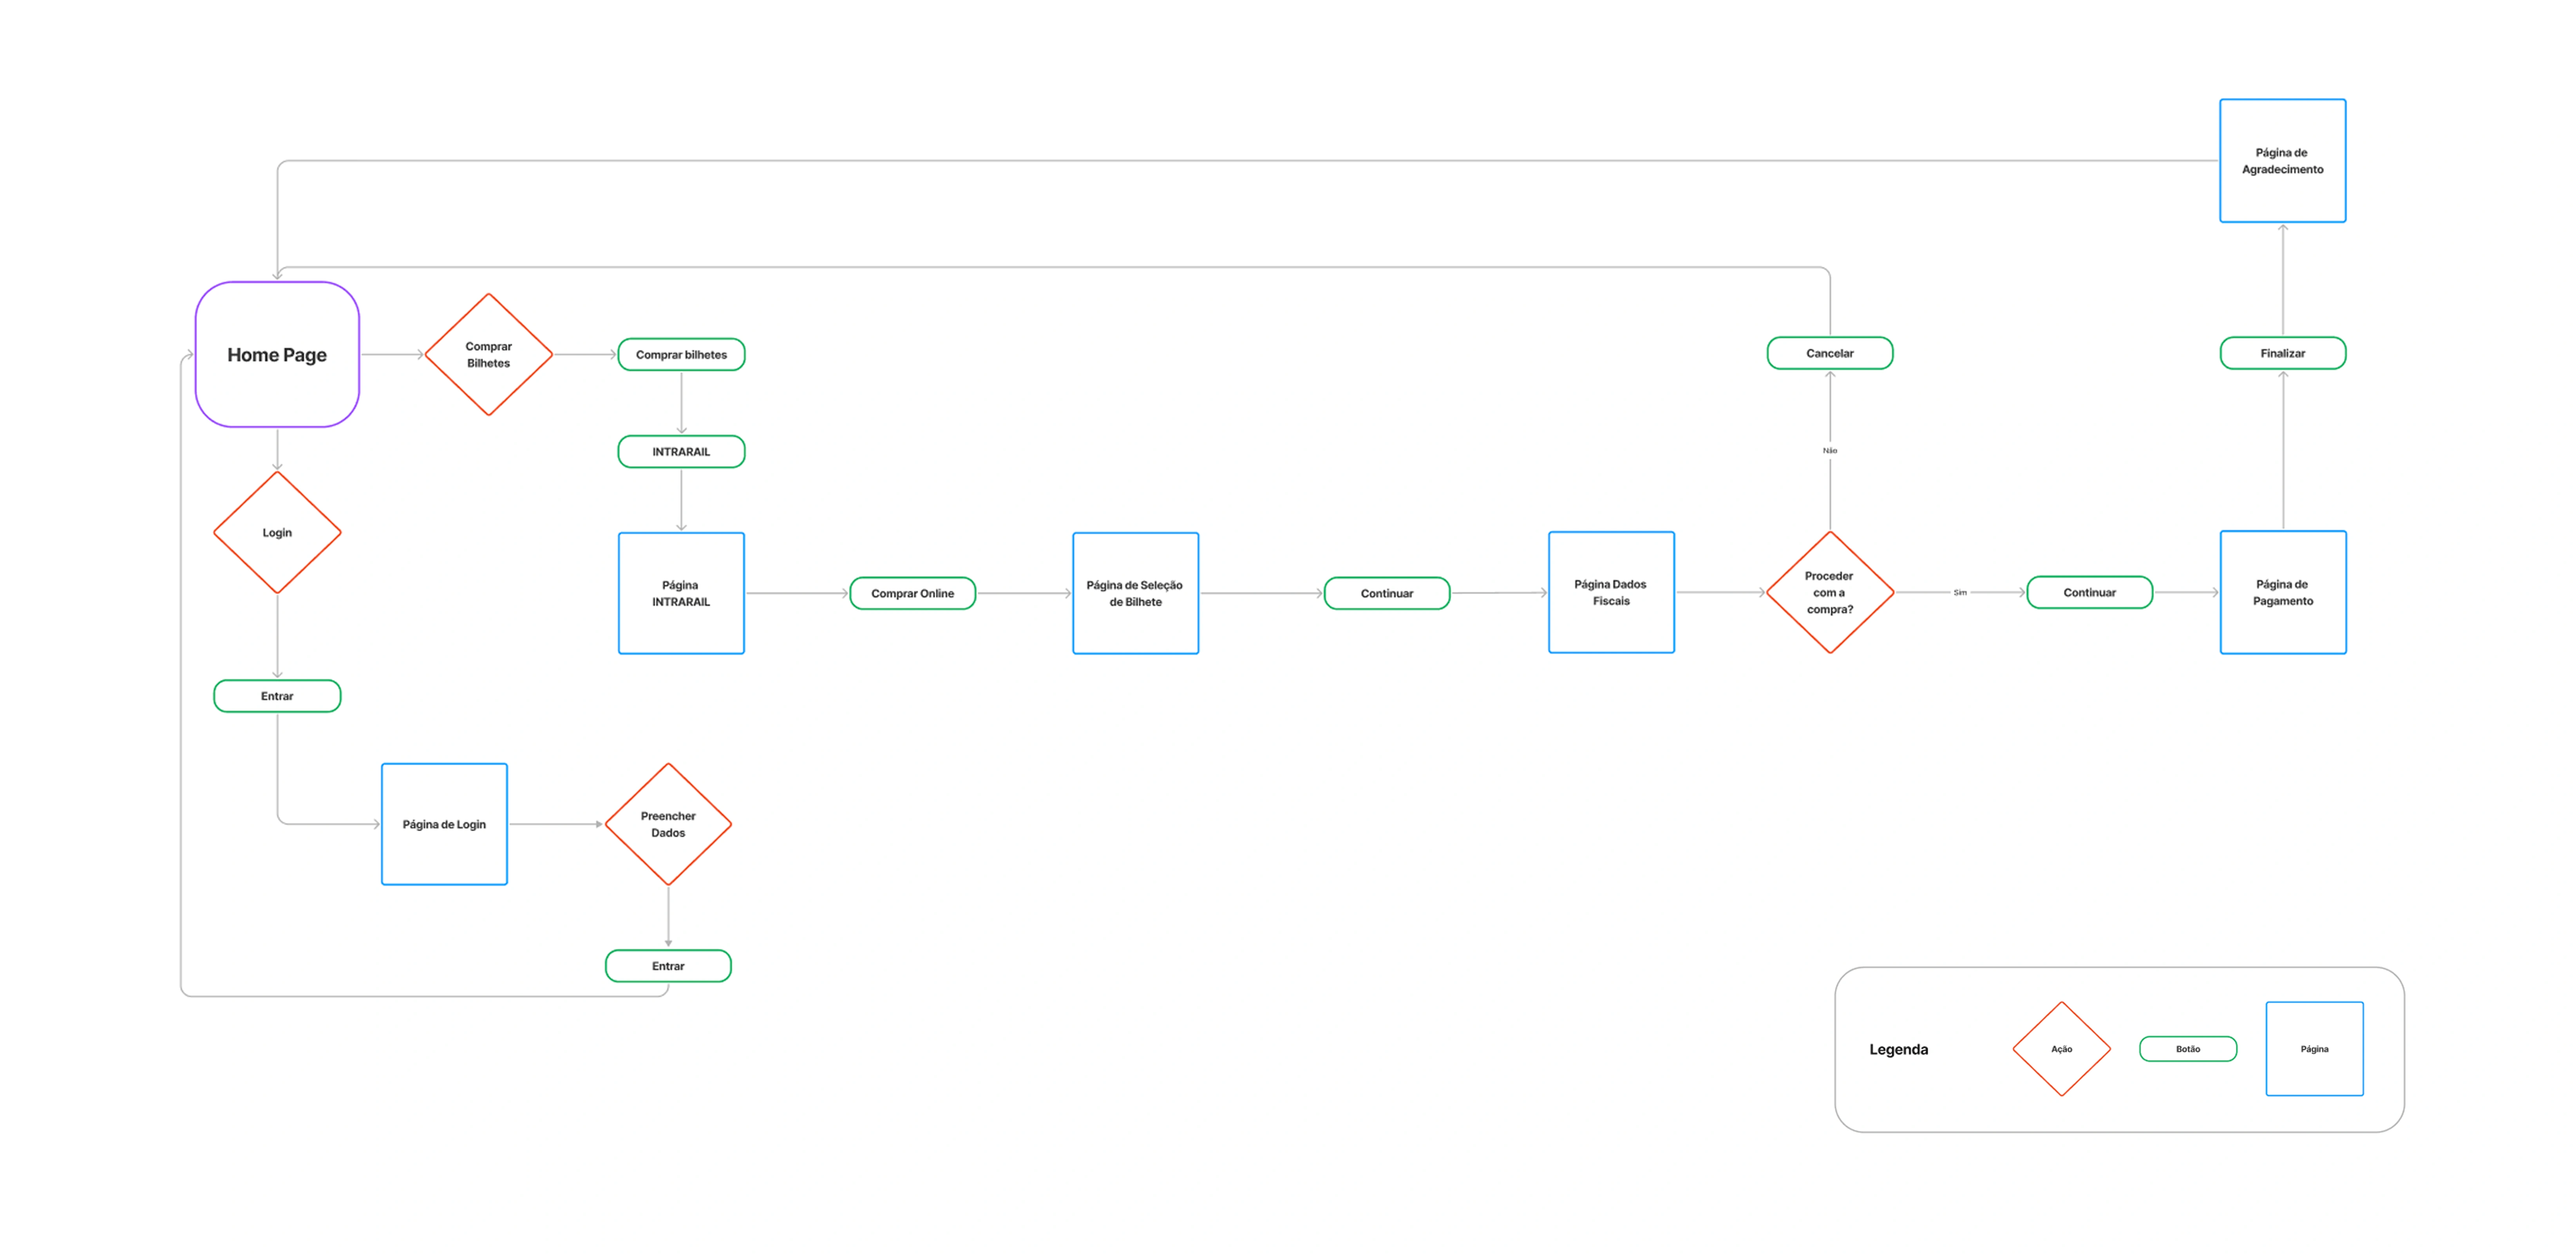 Página de
Agradecimento
Home Page
Comprar
Bilhetes
Comprar bilhetes
Cancelar
Finalizar
INTRARAIL
Não
Login
Página
INTRARAIL
Comprar Online
Página de Seleção
de Bilhete
Continuar
Página Dados
Fiscais
Proceder
com a
compra?
Sim
Continuar
Página de
Pagamento
Entrar
Página de Login
Preencher
Dados
Entrar
Legenda
Ação
Botão
Página